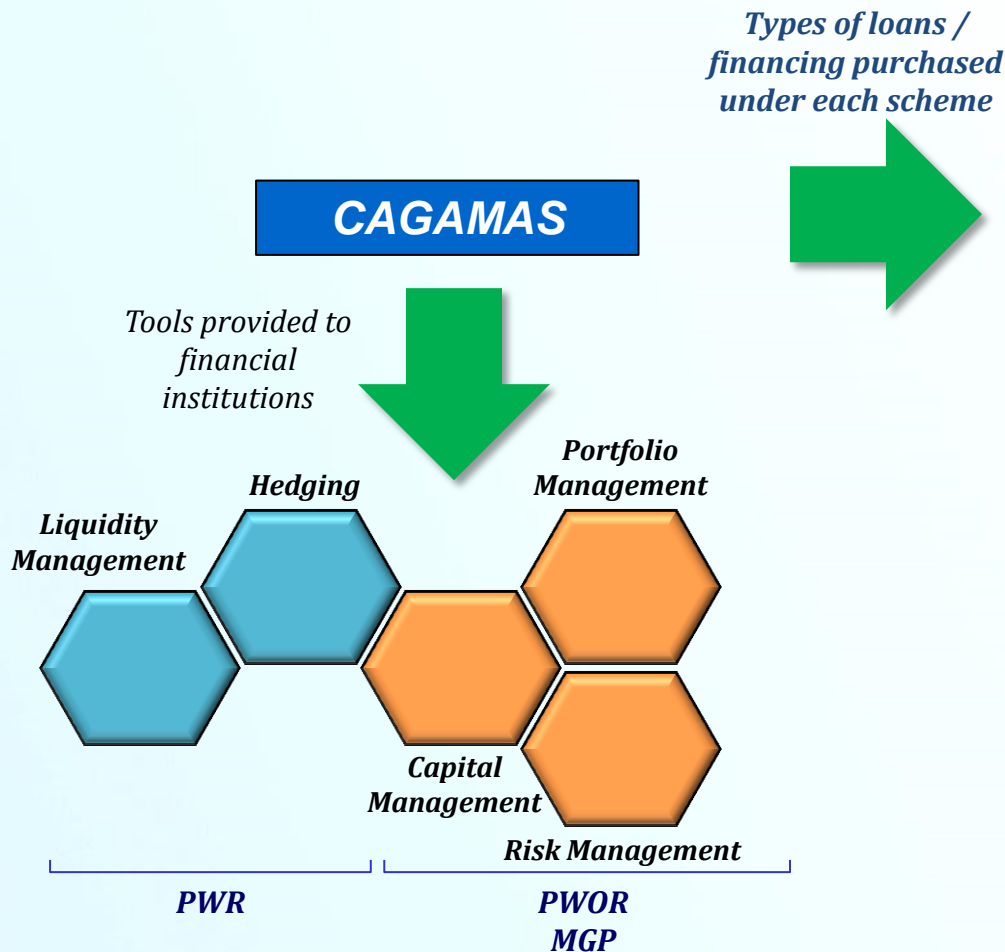 Types of loans /
financing purchased
under each scheme
CAGAMAS
Tools provided to
financial
institutions
Portfolio
Management
Hedging
Liquidity
Management
Capital
Management
Risk Management
PWR
PWOR
MGP